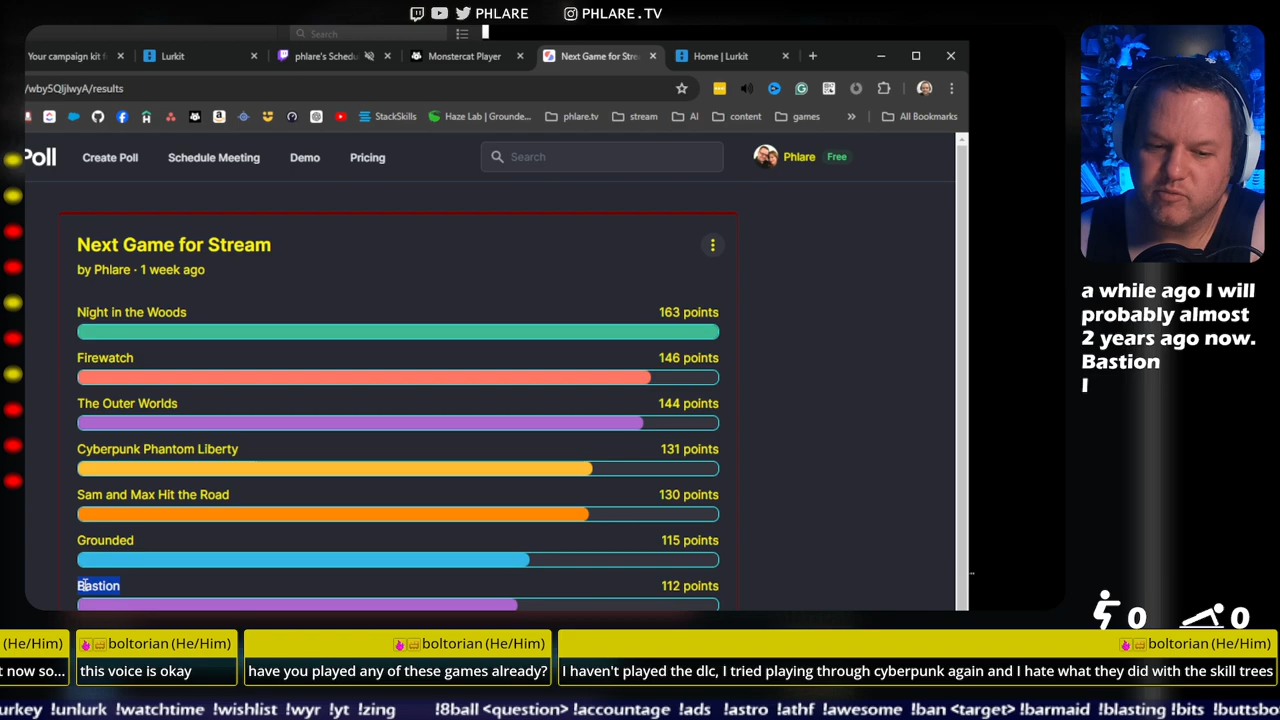 PHLARE PHLARE.TV
Search
Your campaign kit f Lurkit phlare's Schedu Monstercat Player Next Game for Stre Home | Lurkit
/wby5QljlwyA/results
StackSkills Haze Lab | Grounde... phlare.tv stream AI content games All Bookmarks
Poll Create Poll Schedule Meeting Demo Pricing Search Phlare Free
Next Game for Stream
by Phlare · 1 week ago
Night in the Woods 163 points
Firewatch 146 points
The Outer Worlds 144 points
Cyberpunk Phantom Liberty 131 points
Sam and Max Hit the Road 130 points
Grounded 115 points
Bastion 112 points
a while ago I will
probably almost
2 years ago now.
Bastion
I
0 0
(He/Him) boltorian (He/Him) boltorian (He/Him) boltorian (He/Him)
t now so... this voice is okay have you played any of these games already? I haven't played the dlc, I tried playing through cyberpunk again and I hate what they did with the skill trees
urkey !unlurk !watchtime !wishlist !wyr !yt !zing !8ball <question> !accountage !ads !astro !athf !awesome !ban <target> !barmaid !blasting !bits !buttsbo